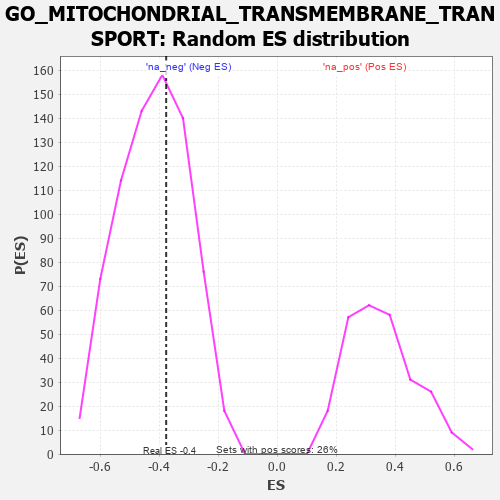 GO_MITOCHONDRIAL_TRANSMEMBRANE_TRAN
SPORT: Random ES distribution
'na_neg' (Neg ES) 'na_pos' (Pos ES)
160
150
140
130
120
110
100
90
80
70
60
50
40
30
20
10
0
P(ES)
Real ES -0.4 Sets with pos scores: 26%
-0.6 -0.4 -0.2 0.0 0.2 0.4 0.6
ES